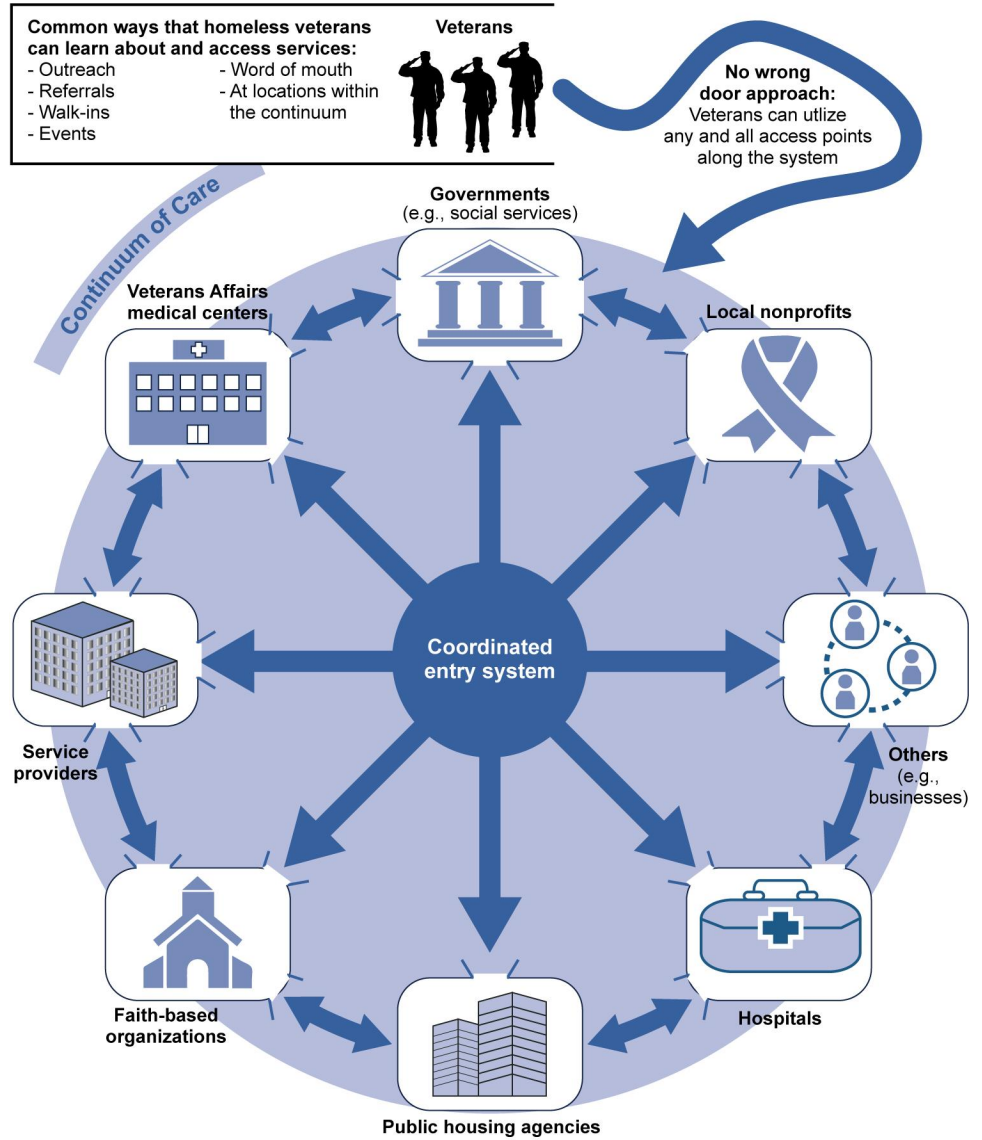 Common ways that homeless veterans
can learn about and access services:
- Outreach
- Referrals
- Walk-ins
- Events
- Word of mouth
- At locations within
the continuum
Veterans
No wrong
door approach:
Veterans can utlize
any and all access points
along the system
Continuum of Care
Governments
(e.g., social services)
Veterans Affairs
medical centers
Local nonprofits
Coordinated
entry system
Service
providers
Others
(e.g.,
businesses)
Faith-based
organizations
Hospitals
Public housing agencies